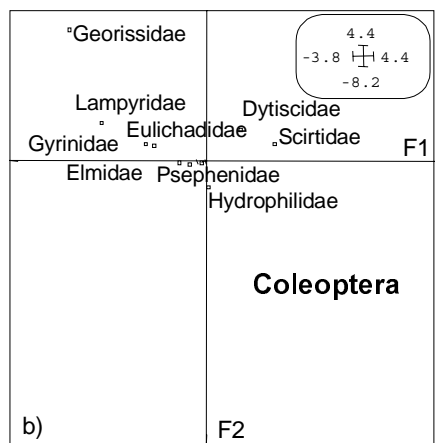 Georissidae
4.4
-3.8 4.4
-8.2
Lampyridae Dytiscidae
Gyrinidae Eulichadidae Scirtidae F1
Elmidae Psephenidae
Hydrophilidae
Coleoptera
b) F2